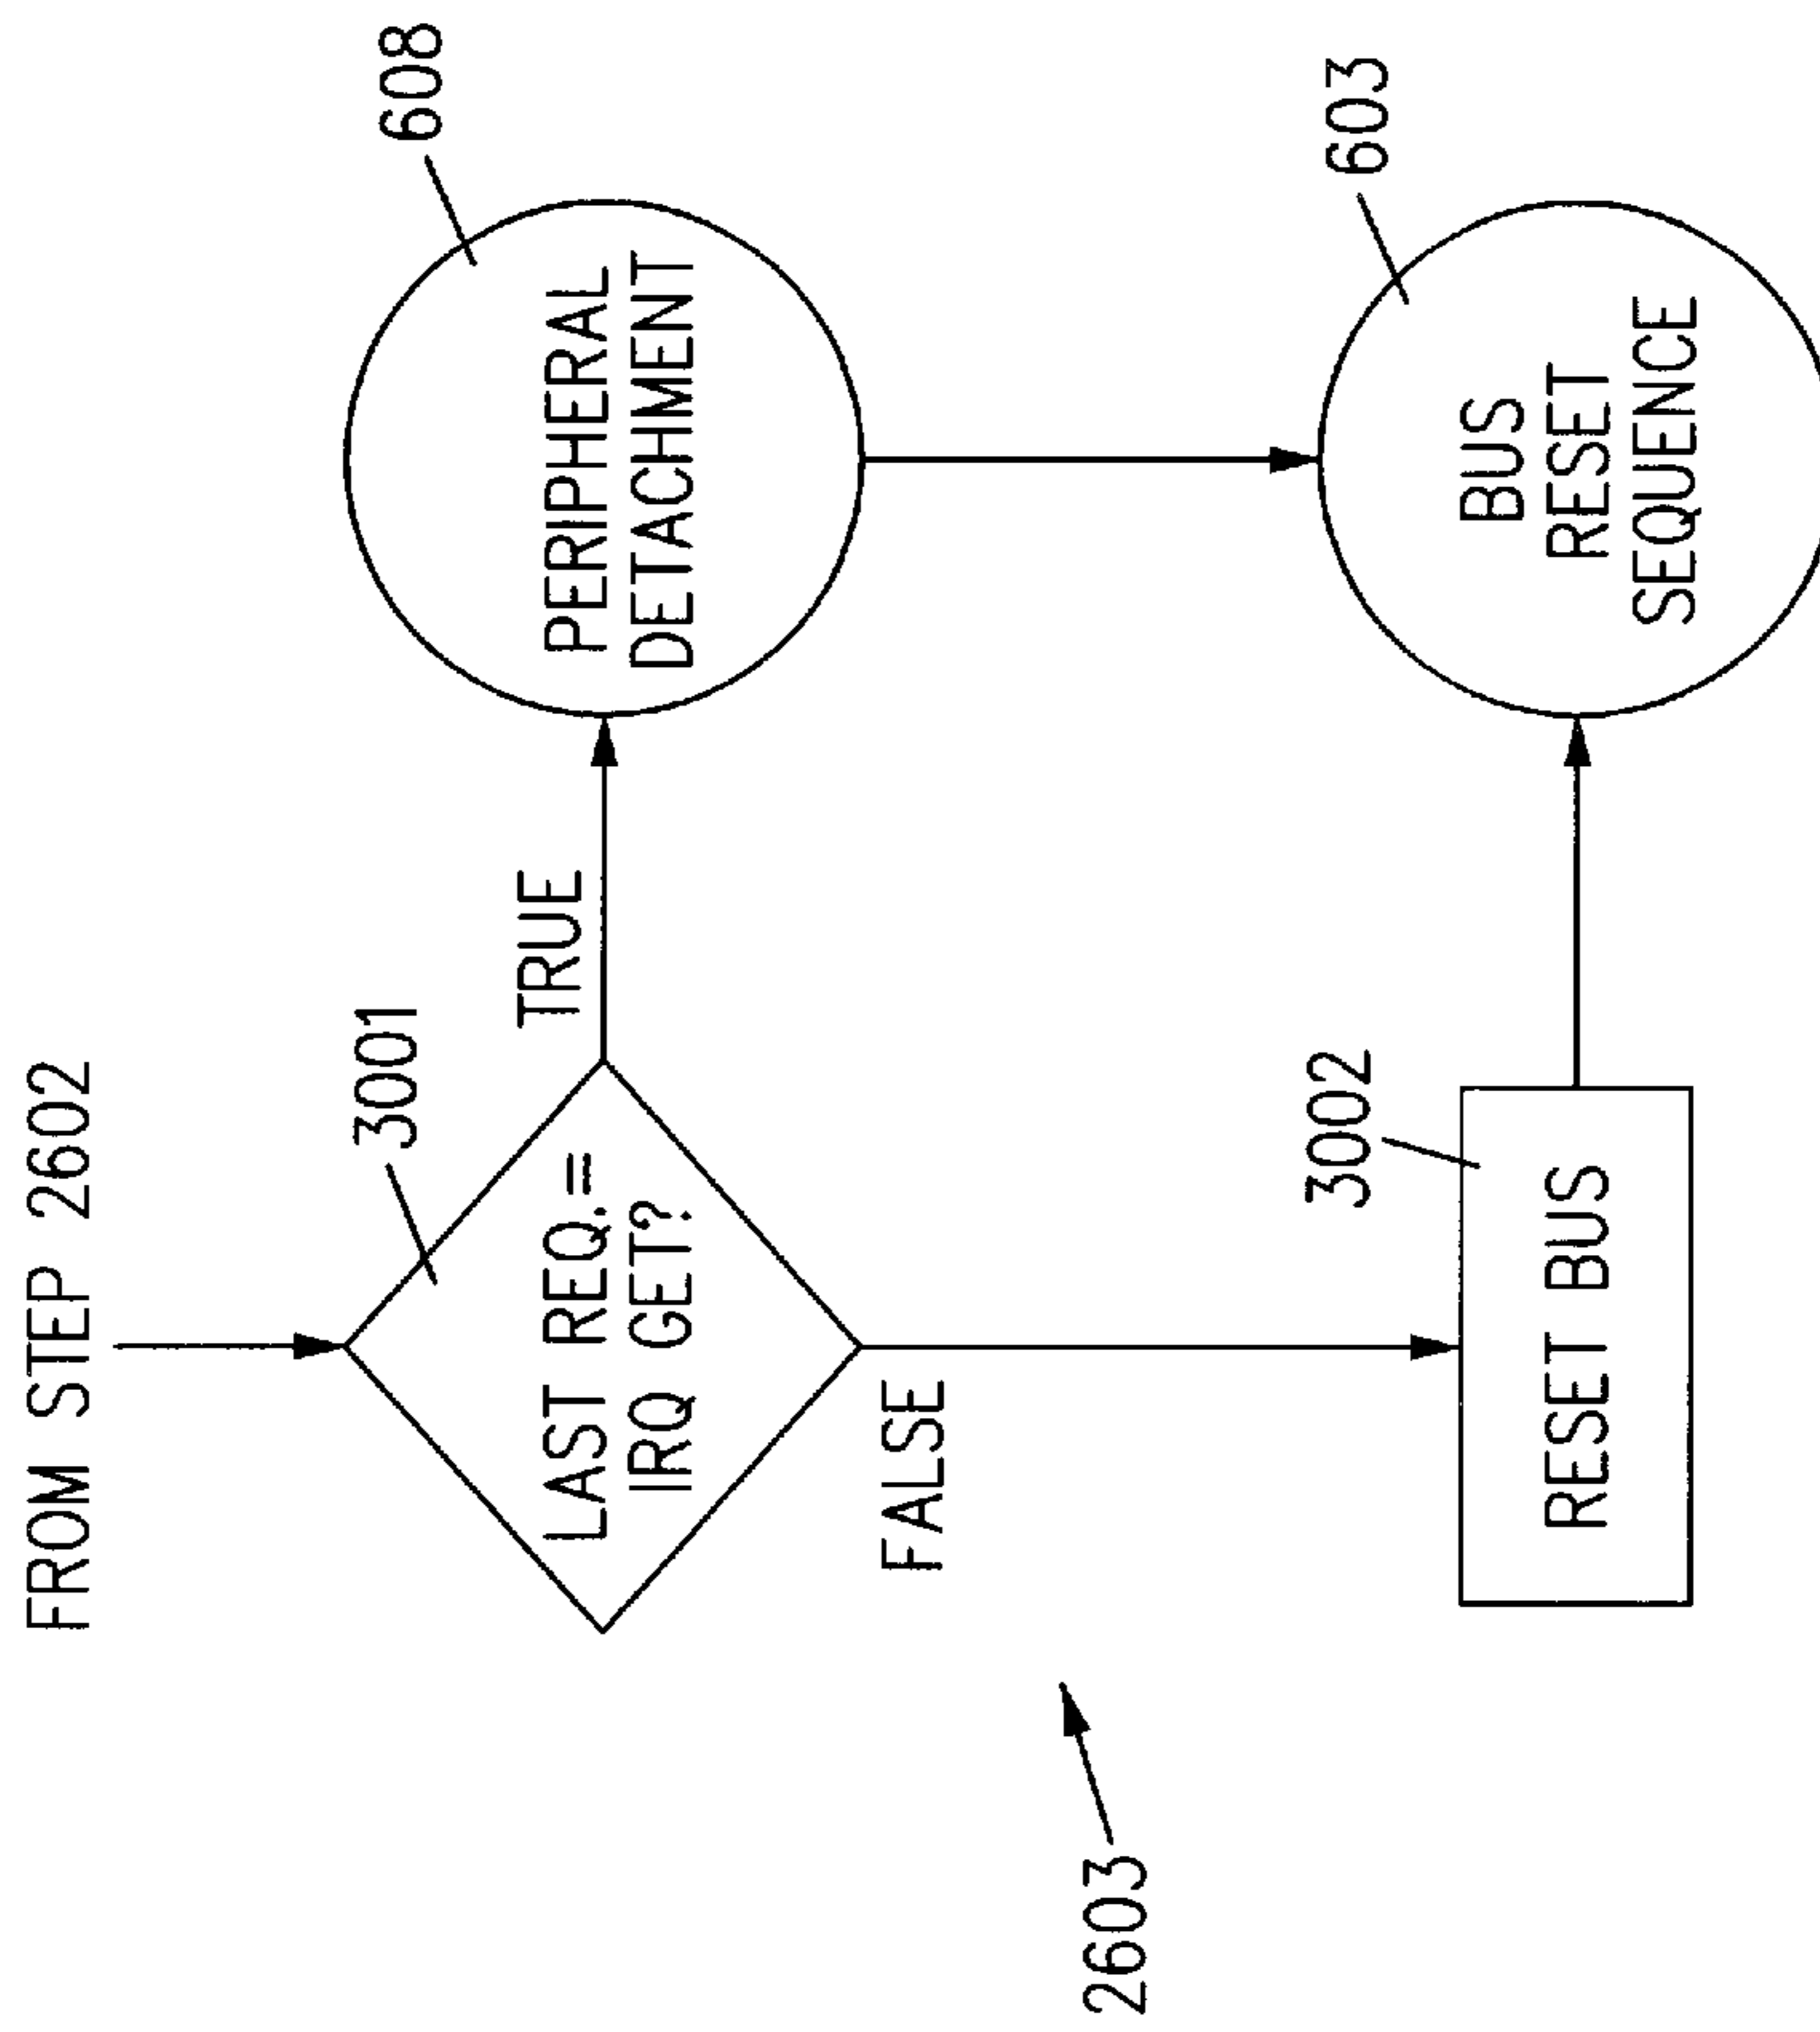 FROM STEP 2602
3001
LAST REQ.=
IRQ GET?
TRUE
608
PERIPHERAL
DETACHMENT
FALSE
2603
3002
RESET BUS
603
BUS
RESET
SEQUENCE